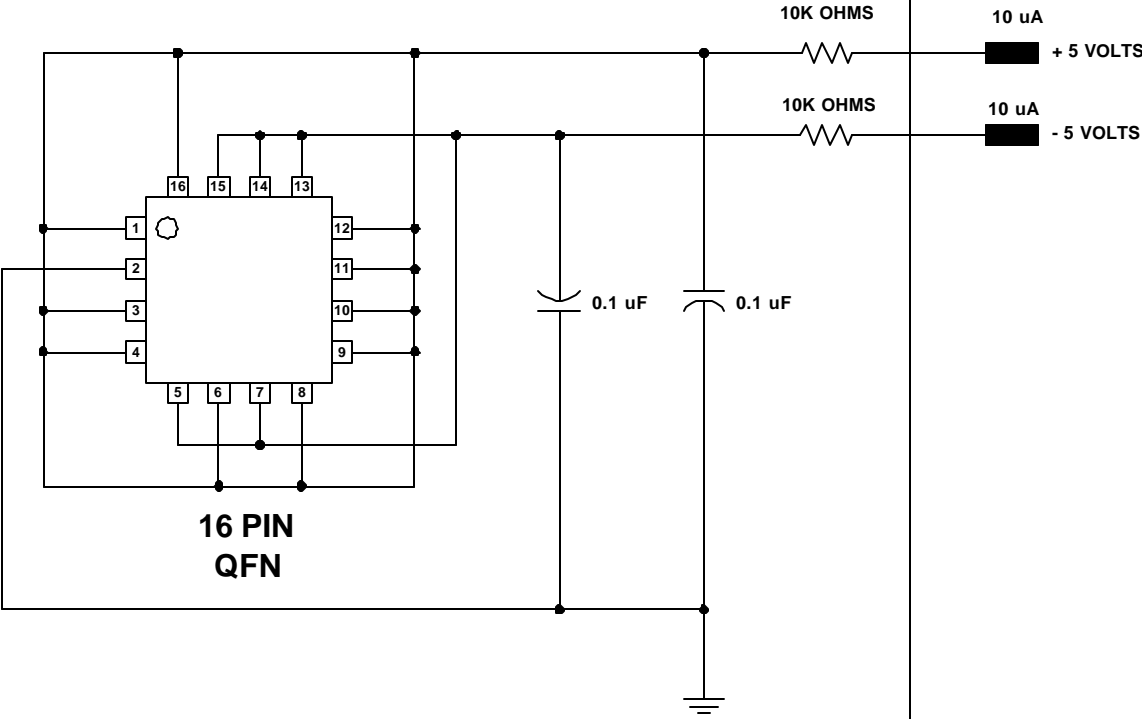 10K OHMS
10 uA
+ 5 VOLTS
10K OHMS
10 uA
- 5 VOLTS
16 15 14 13
1 12
2 11
3 10
4 9
5 6 7 8
0.1 uF 0.1 uF
16 PIN
QFN